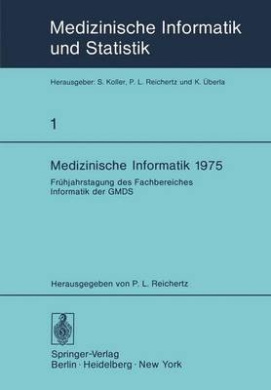 Medizinische Informatik
und Statistik
Herausgeber: S. Koller, P. L. Reichertz und K. Überla
1
Medizinische Informatik 1975
Frühjahrstagung des Fachbereiches
Informatik der GMDS
Herausgegeben von P. L. Reichertz
Springer-Verlag
Berlin · Heidelberg · New York